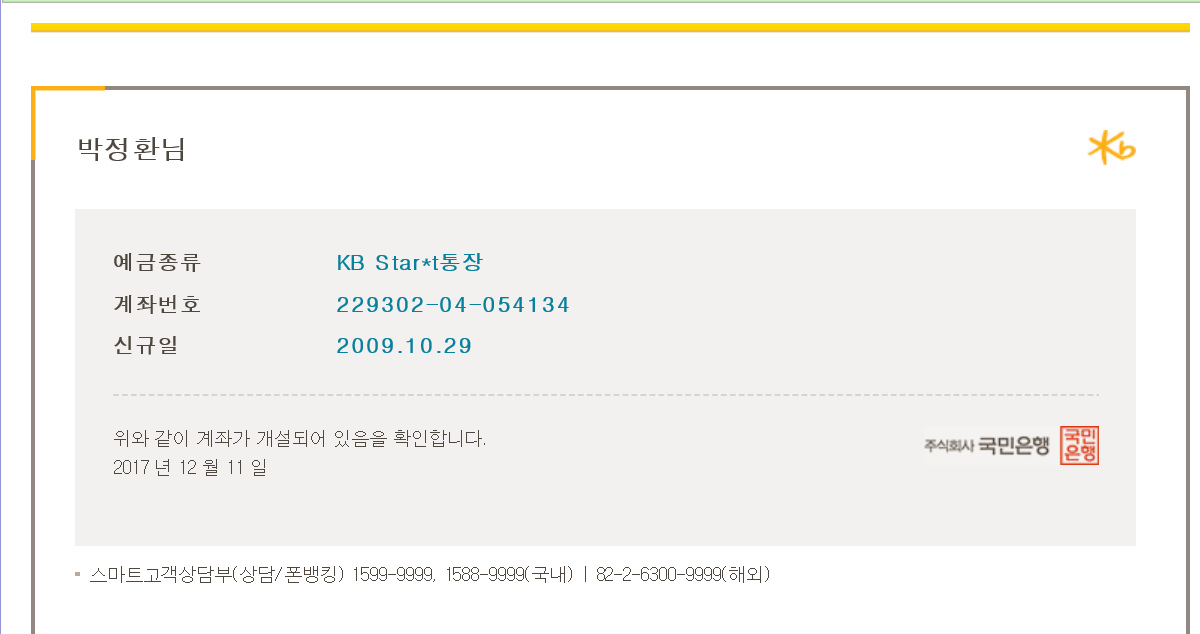 박정환님
Kb
예금종류 KB Star*t통장
계좌번호 229302-04-054134
신규일 2009.10.29
위와 같이 계좌가 개설되어 있음을 확인합니다.
2017 년 12 월 11 일
주식회사 국민은행 국민은행
스마트고객상담부(상담/폰뱅킹) 1599-9999, 1588-9999(국내) | 82-2-6300-9999(해외)